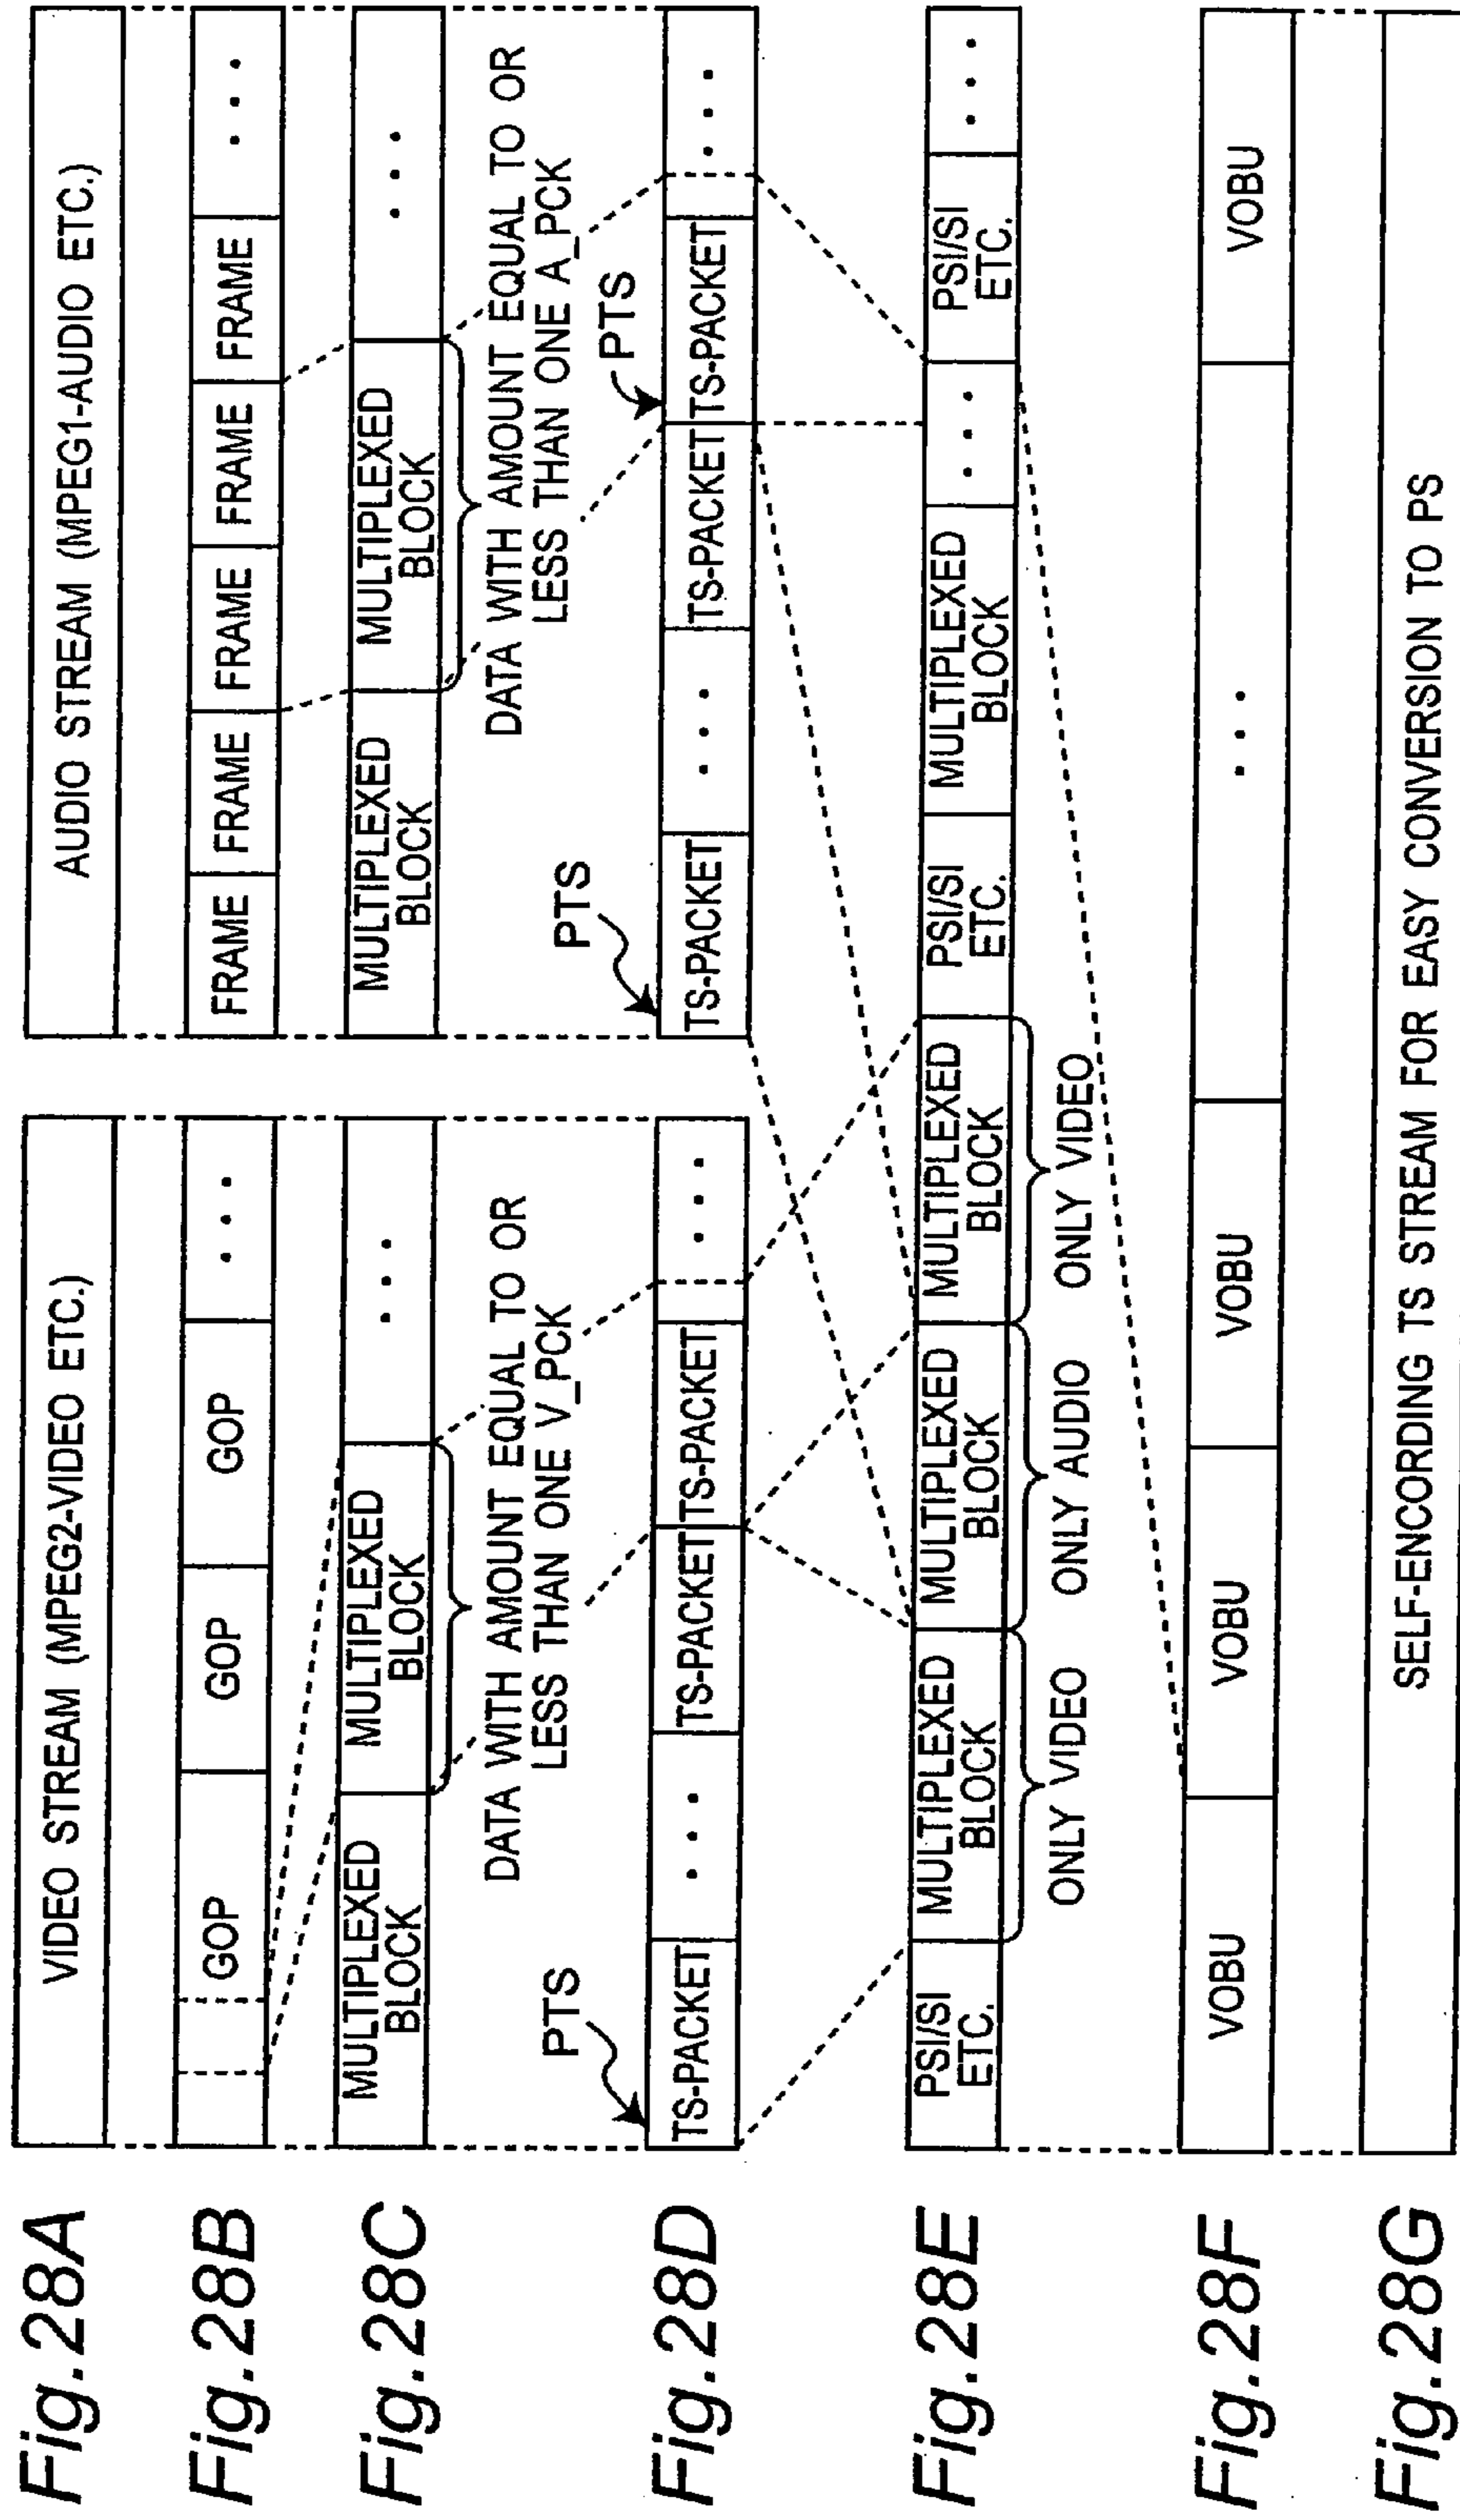 Fig.28A
VIDEO STREAM (MPEG2-VIDEO ETC.)
AUDIO STREAM (MPEG1-AUDIO ETC.)
Fig.28B
GOP
GOP
GOP
. . .
FRAME
FRAME
FRAME
FRAME
FRAME
. . .
Fig.28C
MULTIPLEXED
BLOCK
MULTIPLEXED
BLOCK
. . .
MULTIPLEXED
BLOCK
MULTIPLEXED
BLOCK
. . .
DATA WITH AMOUNT EQUAL TO OR
LESS THAN ONE V_PCK
DATA WITH AMOUNT EQUAL TO OR
LESS THAN ONE A_PCK
PTS
PTS
PTS
Fig.28D
TS-PACKET
. . .
TS-PACKET
TS-PACKET
. . .
TS-PACKET
. . .
TS-PACKET
TS-PACKET
. . .
Fig.28E
PSI/SI
ETC.
MULTIPLEXED
BLOCK
MULTIPLEXED
BLOCK
MULTIPLEXED
BLOCK
PSI/SI
ETC.
MULTIPLEXED
BLOCK
. . .
PSI/SI
ETC.
. . .
ONLY VIDEO
ONLY AUDIO
ONLY VIDEO
Fig.28F
VOBU
VOBU
VOBU
. . .
VOBU
Fig.28G
SELF-ENCORDING TS STREAM FOR EASY CONVERSION TO PS